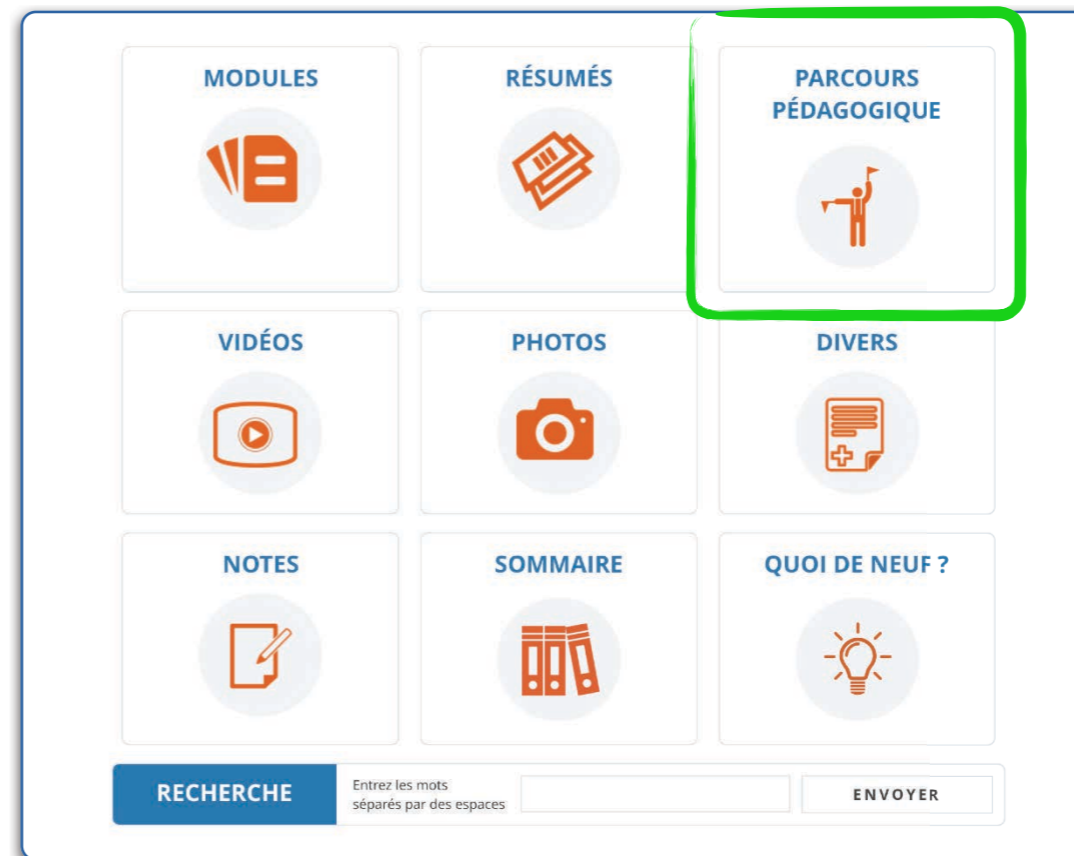 MODULES
RÉSUMÉS
PARCOURS
PÉDAGOGIQUE
VIDÉOS
PHOTOS
DIVERS
NOTES
SOMMAIRE
QUOI DE NEUF ?
RECHERCHE
Entrez les mots
séparés par des espaces
ENVOYER